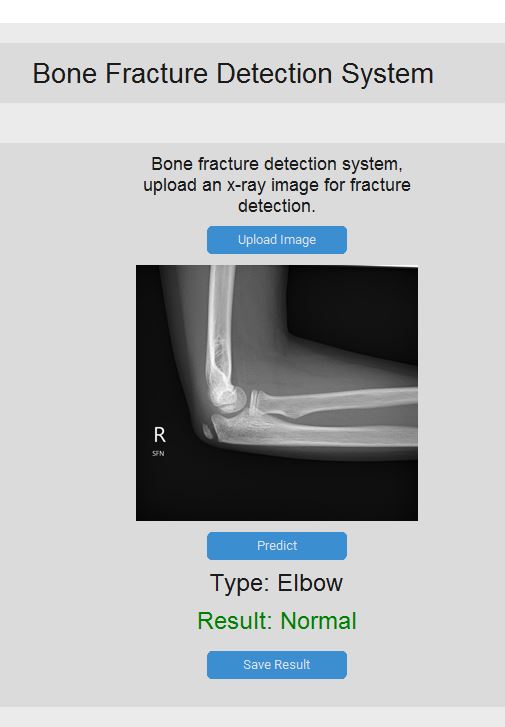 Bone Fracture Detection System
Bone fracture detection system,
upload an x-ray image for fracture
detection.
Upload Image
R
SFN
Predict
Type: Elbow
Result: Normal
Save Result